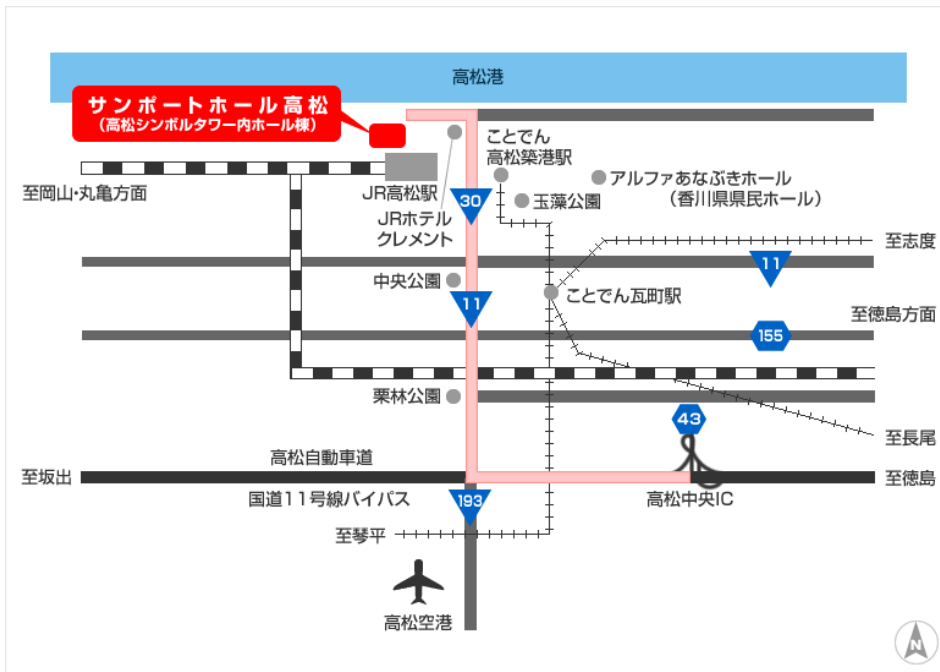 高松港
サンポートホール高松
(高松シンボルタワー内ホール棟)
ことでん
高松築港駅
至岡山・丸亀方面
JR高松駅
アルファあなぶきホール
(香川県県民ホール)
30
玉藻公園
JRホテル
クレメント
至志度
11
中央公園
11
ことでん瓦町駅
至徳島方面
155
栗林公園
43
至長尾
高松自動車道
至坂出
至徳島
国道11号線バイパス
193
高松中央IC
至琴平
高松空港
N